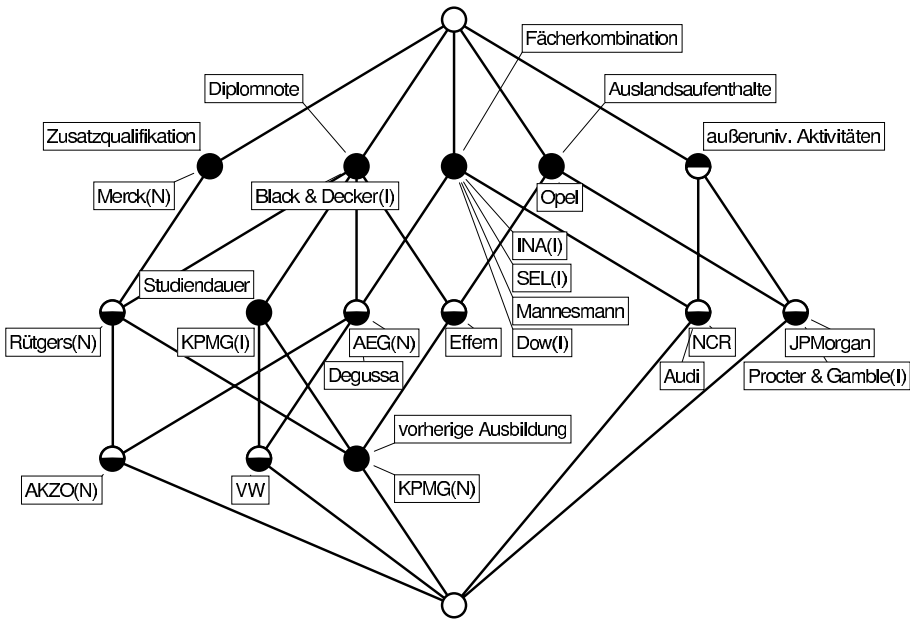 Fächerkombination
Diplomnote
Auslandsaufenthalte
Zusatzqualifikation
außeruniv. Aktivitäten
Merck(N)
Black & Decker(I)
Opel
INA(I)
SEL(I)
Studiendauer
Mannesmann
Rütgers(N)
KPMG(I)
AEG(N)
Effem
Dow(I)
NCR
JPMorgan
Degussa
Audi
Procter & Gamble(I)
vorherige Ausbildung
AKZO(N)
VW
KPMG(N)